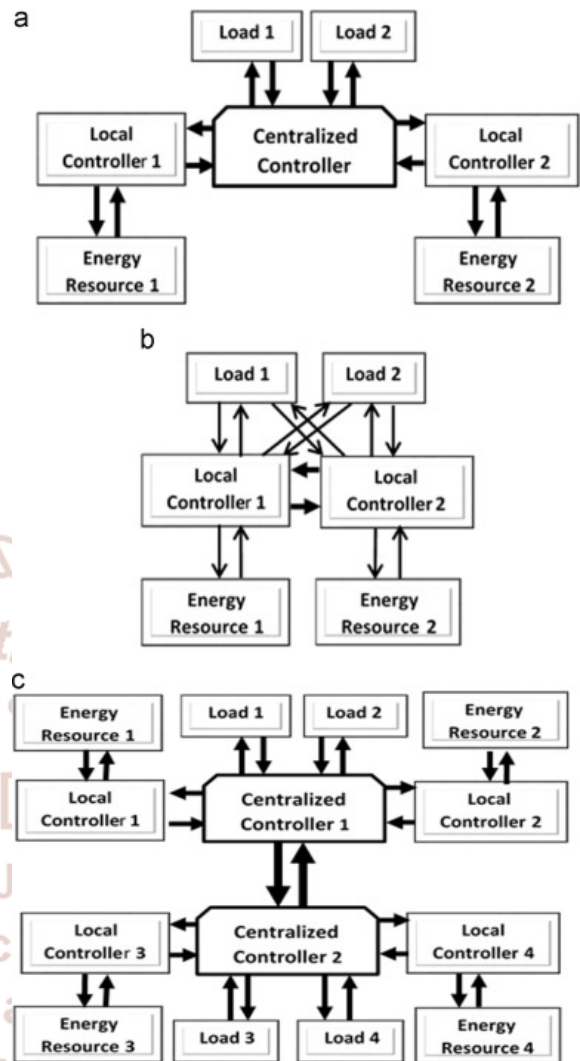 a
Load 1
Load 2
Local
Controller 1
Centralized
Controller
Local
Controller 2
Energy
Resource 1
Energy
Resource 2
b
Load 1
Load 2
Local
Controller 1
Local
Controller 2
Energy
Resource 1
Energy
Resource 2
c
Energy
Resource 1
Load 1
Load 2
Energy
Resource 2
Local
Controller 1
Centralized
Controller 1
Local
Controller 2
Local
Controller 3
Centralized
Controller 2
Local
Controller 4
Energy
Resource 3
Load 3
Load 4
Energy
Resource 4